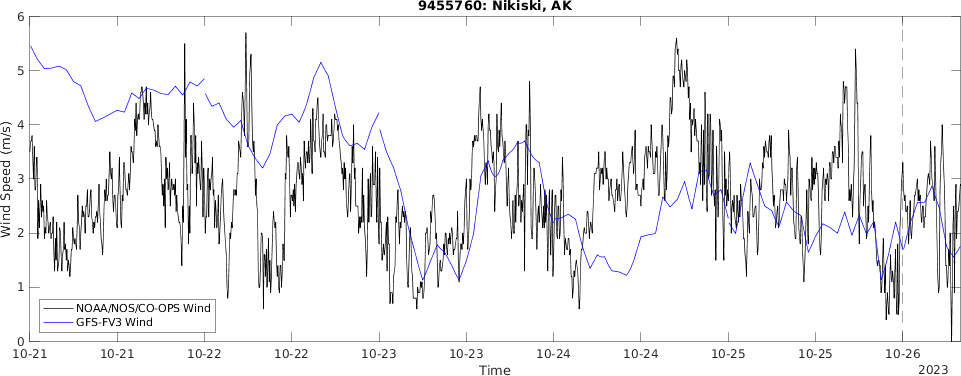 9455760: Nikiski, AK
6
5
4
3
2
1
0
Wind Speed (m/s)
NOAA/NOS/CO-OPS Wind
GFS-FV3 Wind
10-21 10-21 10-22 10-22 10-23 10-23 10-24 10-24 10-25 10-25 10-26
Time
2023